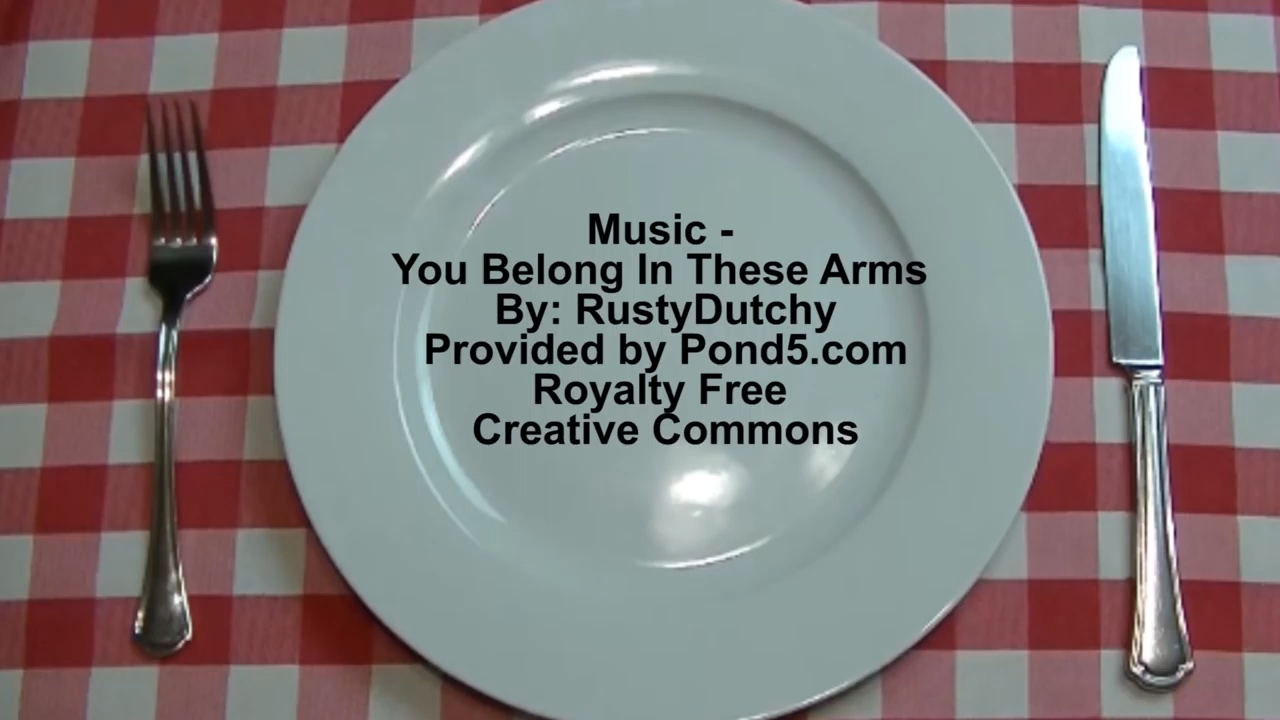 Music -
You Belong In These Arms
By: RustyDutchy
Provided by Pond5.com
Royalty Free
Creative Commons